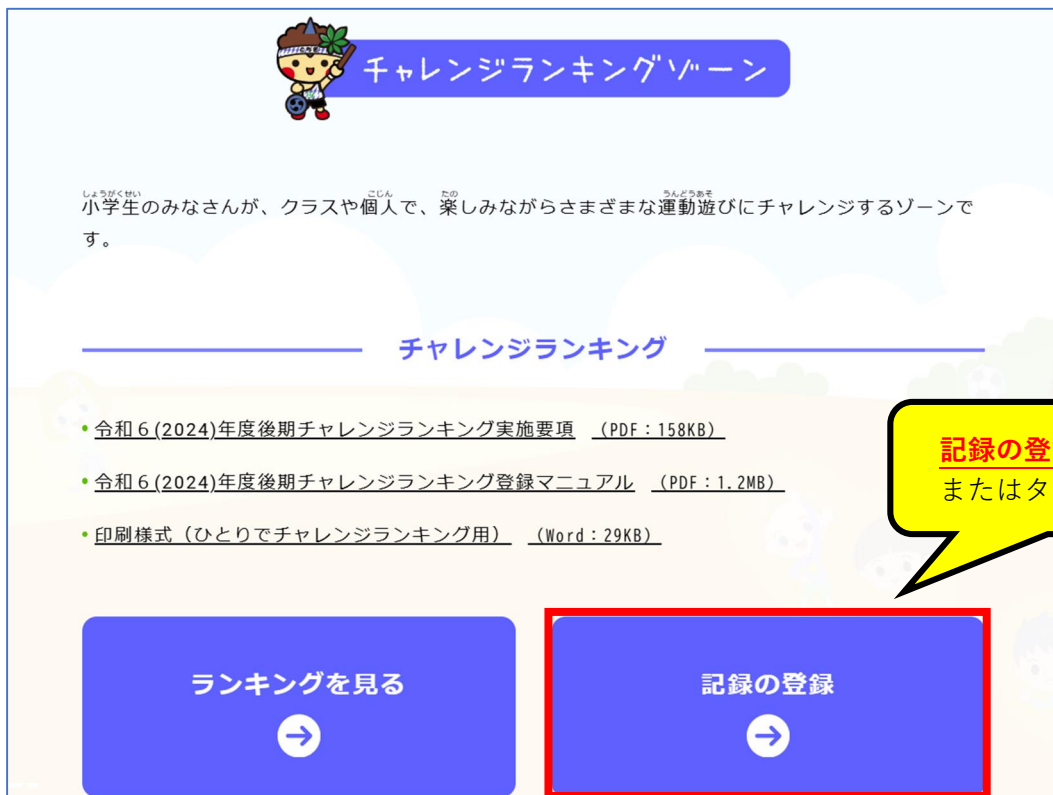 チャレンジランキングゾーン
しょうがくせい こじん たの うんどうあそ
小学生のみなさんが、クラスや個人で、楽しみながらさまざまな運動遊びにチャレンジするゾーンで
す。
チャレンジランキング
・令和６(2024)年度後期チャレンジランキング実施要項 (PDF：158KB)
・令和６(2024)年度後期チャレンジランキング登録マニュアル (PDF：1.2MB)
・印刷様式（ひとりでチャレンジランキング用） (Word：29KB)
記録の登
またはタ
ランキングを見る
記録の登録